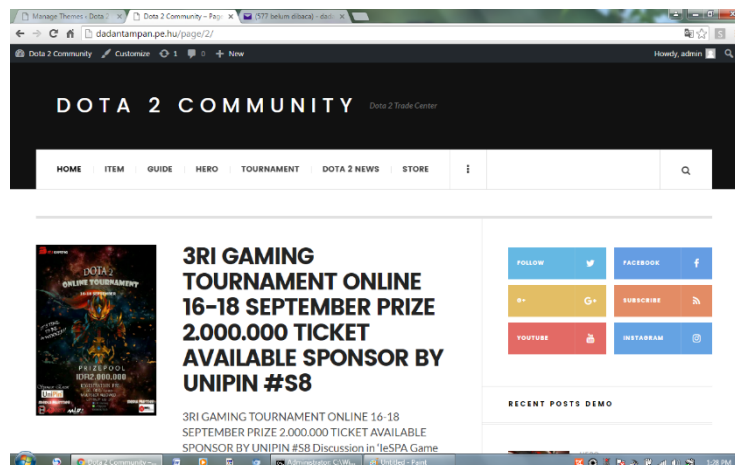 Manage Themes ‹ Dota 2
Dota 2 Community – Pag
(577 belum dibaca) - dada
dadantampan.pe.hu/page/2/
Dota 2 Community Customize 1 0 New Howdy, admin
DOTA 2 COMMUNITY
Dota 2 Trade Center
HOME ITEM GUIDE HERO TOURNAMENT DOTA 2 NEWS STORE
DOTA 2
ONLINE TOURNAMENT
PRIZEPOOL
IDR2.000.000
UniPin
3RI GAMING
TOURNAMENT ONLINE
16-18 SEPTEMBER PRIZE
2.000.000 TICKET
AVAILABLE SPONSOR BY
UNIPIN #S8
3RI GAMING TOURNAMENT ONLINE 16-18
SEPTEMBER PRIZE 2.000.000 TICKET AVAILABLE
SPONSOR BY UNIPIN #S8 Discussion in 'IeSPA Game
FOLLOW
FACEBOOK
G+
SUBSCRIBE
YOUTUBE
INSTAGRAM
RECENT POSTS DEMO
Dota 2 Community –
Administrator: C:\Wi...
Untitled - Paint
1:28 PM